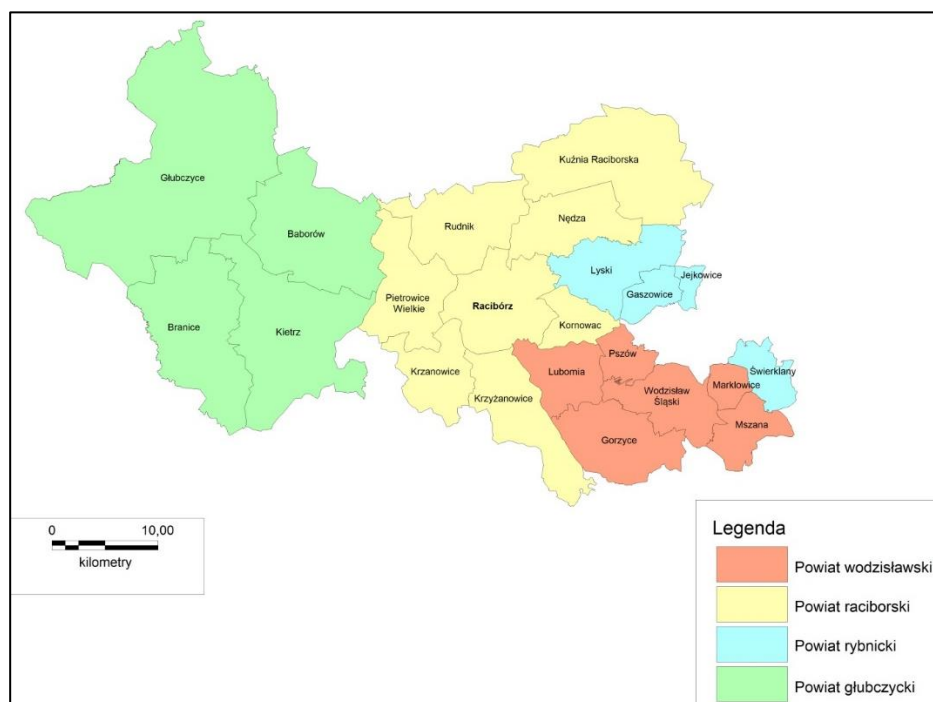 Kuźnia Raciborska
Głubczyce
Nędza
Rudnik
Baborów
Lyski
Jejkowice
Gaszowice
Pietrowice
Wielkie
Racibórz
Branice
Kietrz
Kornowac
Pszów
Krzanowice
Lubomia
Świerklany
Marklowice
Wodzisław
Śląski
Krzyżanowice
Mszana
Gorzyce
0 10,00
kilometry
Legenda
Powiat wodzisławski
Powiat raciborski
Powiat rybnicki
Powiat głubczycki